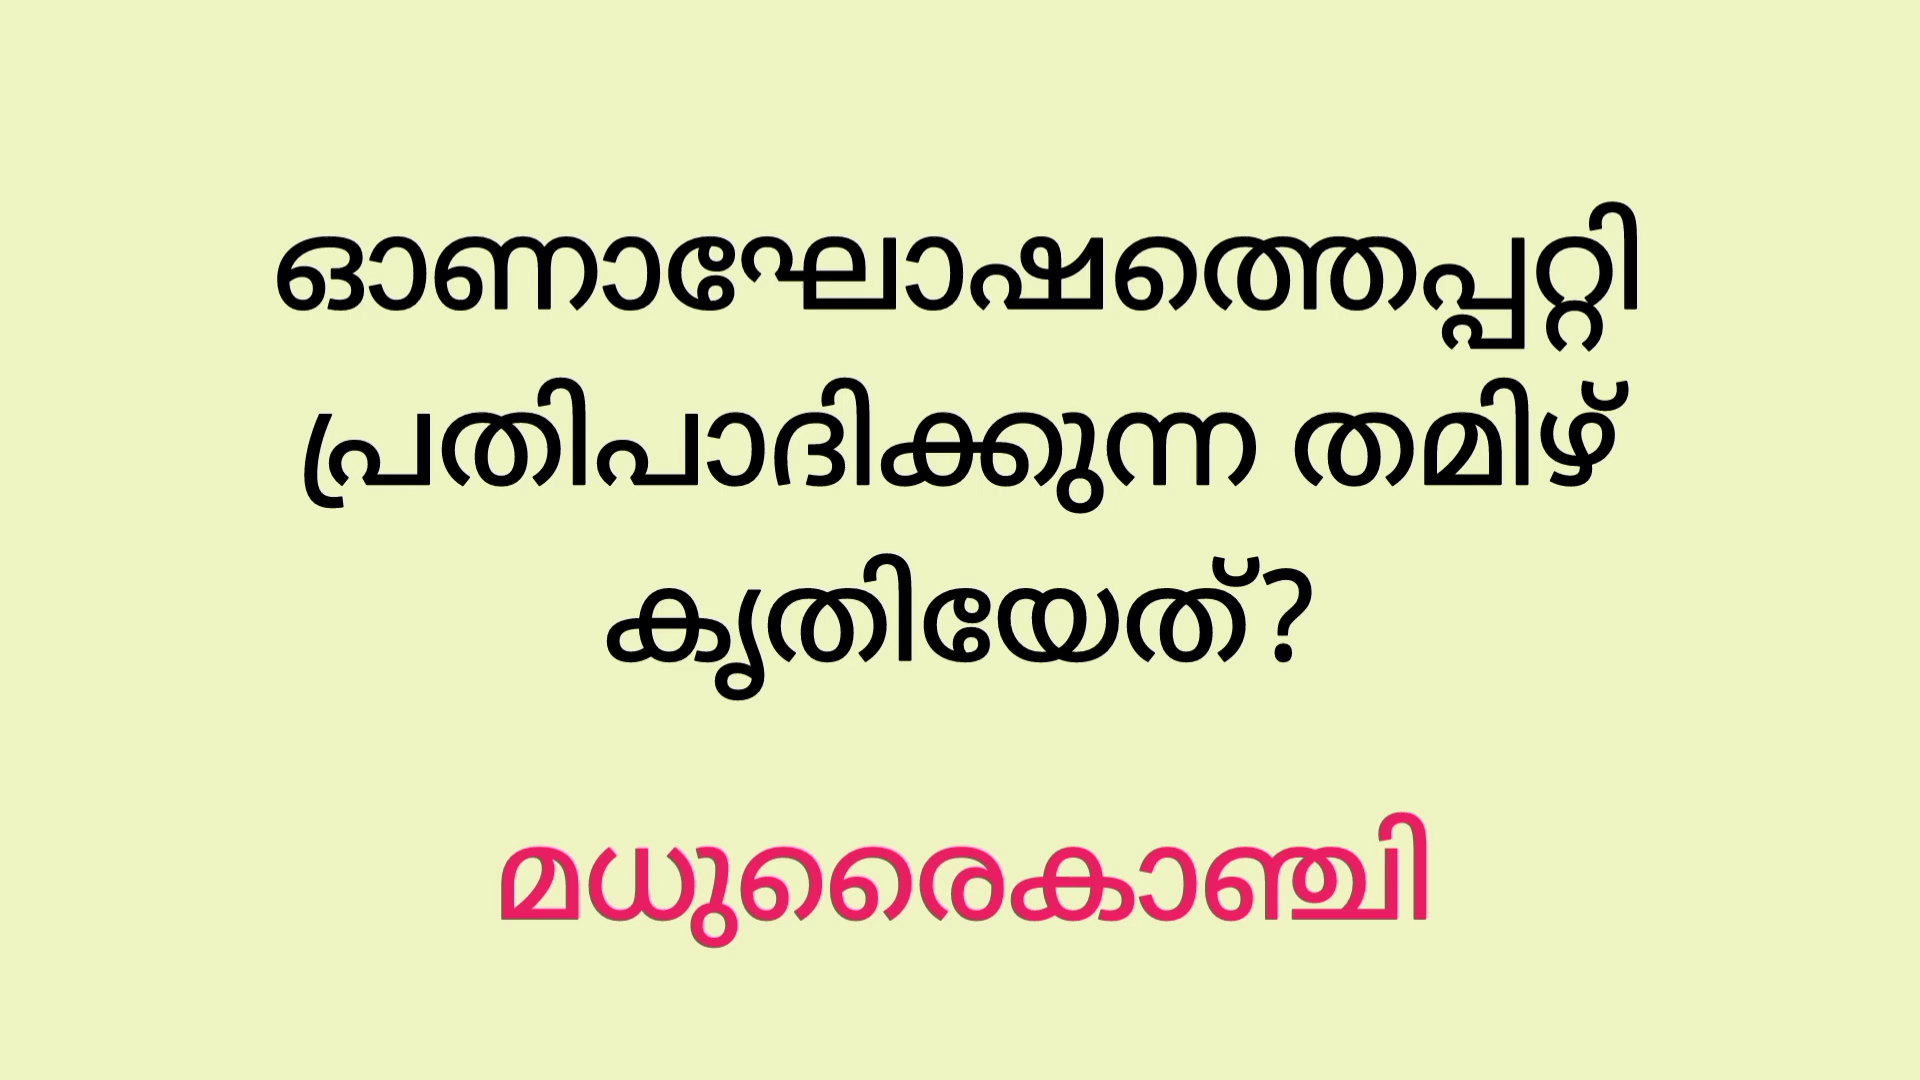 ഓണാഘോഷത്തെപ്പറ്റി
പ്രതിപാദിക്കുന്ന തമിഴ്
കൃതിയേത്?
മധുരൈകാഞ്ചി